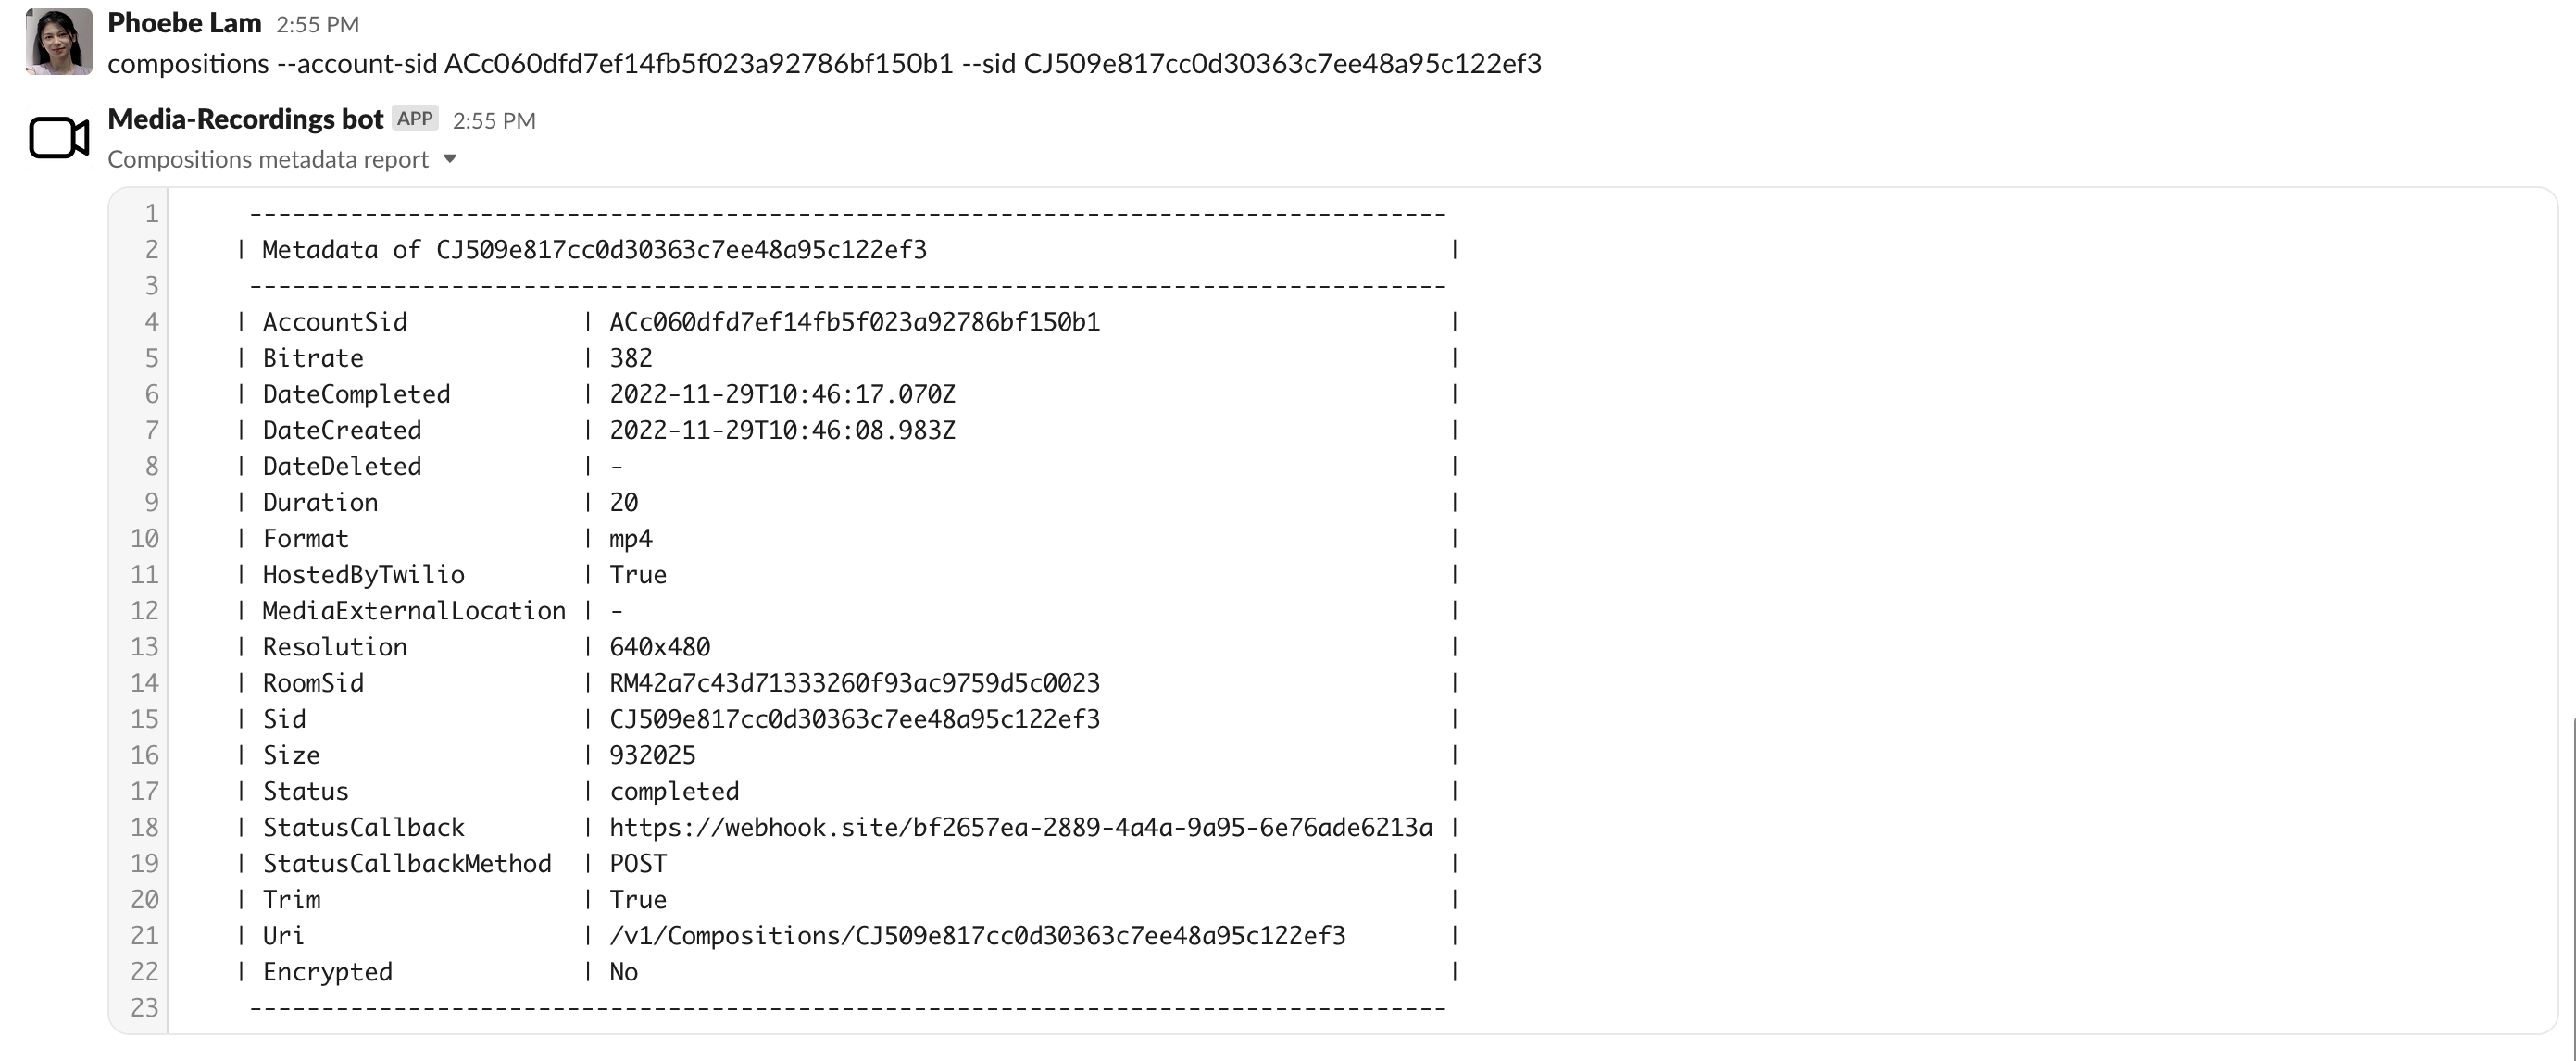 Phoebe Lam 2:55 PM
compositions --account-sid ACc060dfd7ef14fb5f023a92786bf150b1 --sid CJ509e817cc0d30363c7ee48a95c122ef3
Media-Recordings bot APP 2:55 PM
Compositions metadata report
1 -----------------------------------------------------------------------------------
2 | Metadata of CJ509e817cc0d30363c7ee48a95c122ef3 |
3 -----------------------------------------------------------------------------------
4 | AccountSid | ACc060dfd7ef14fb5f023a92786bf150b1 |
5 | Bitrate | 382 |
6 | DateCompleted | 2022-11-29T10:46:17.070Z |
7 | DateCreated | 2022-11-29T10:46:08.983Z |
8 | DateDeleted | - |
9 | Duration | 20 |
10 | Format | mp4 |
11 | HostedByTwilio | True |
12 | MediaExternalLocation | - |
13 | Resolution | 640x480 |
14 | RoomSid | RM42a7c43d71333260f93ac9759d5c0023 |
15 | Sid | CJ509e817cc0d30363c7ee48a95c122ef3 |
16 | Size | 932025 |
17 | Status | completed |
18 | StatusCallback | https://webhook.site/bf2657ea-2889-4a4a-9a95-6e76ade6213a |
19 | StatusCallbackMethod | POST |
20 | Trim | True |
21 | Uri | /v1/Compositions/CJ509e817cc0d30363c7ee48a95c122ef3 |
22 | Encrypted | No |
23 -----------------------------------------------------------------------------------